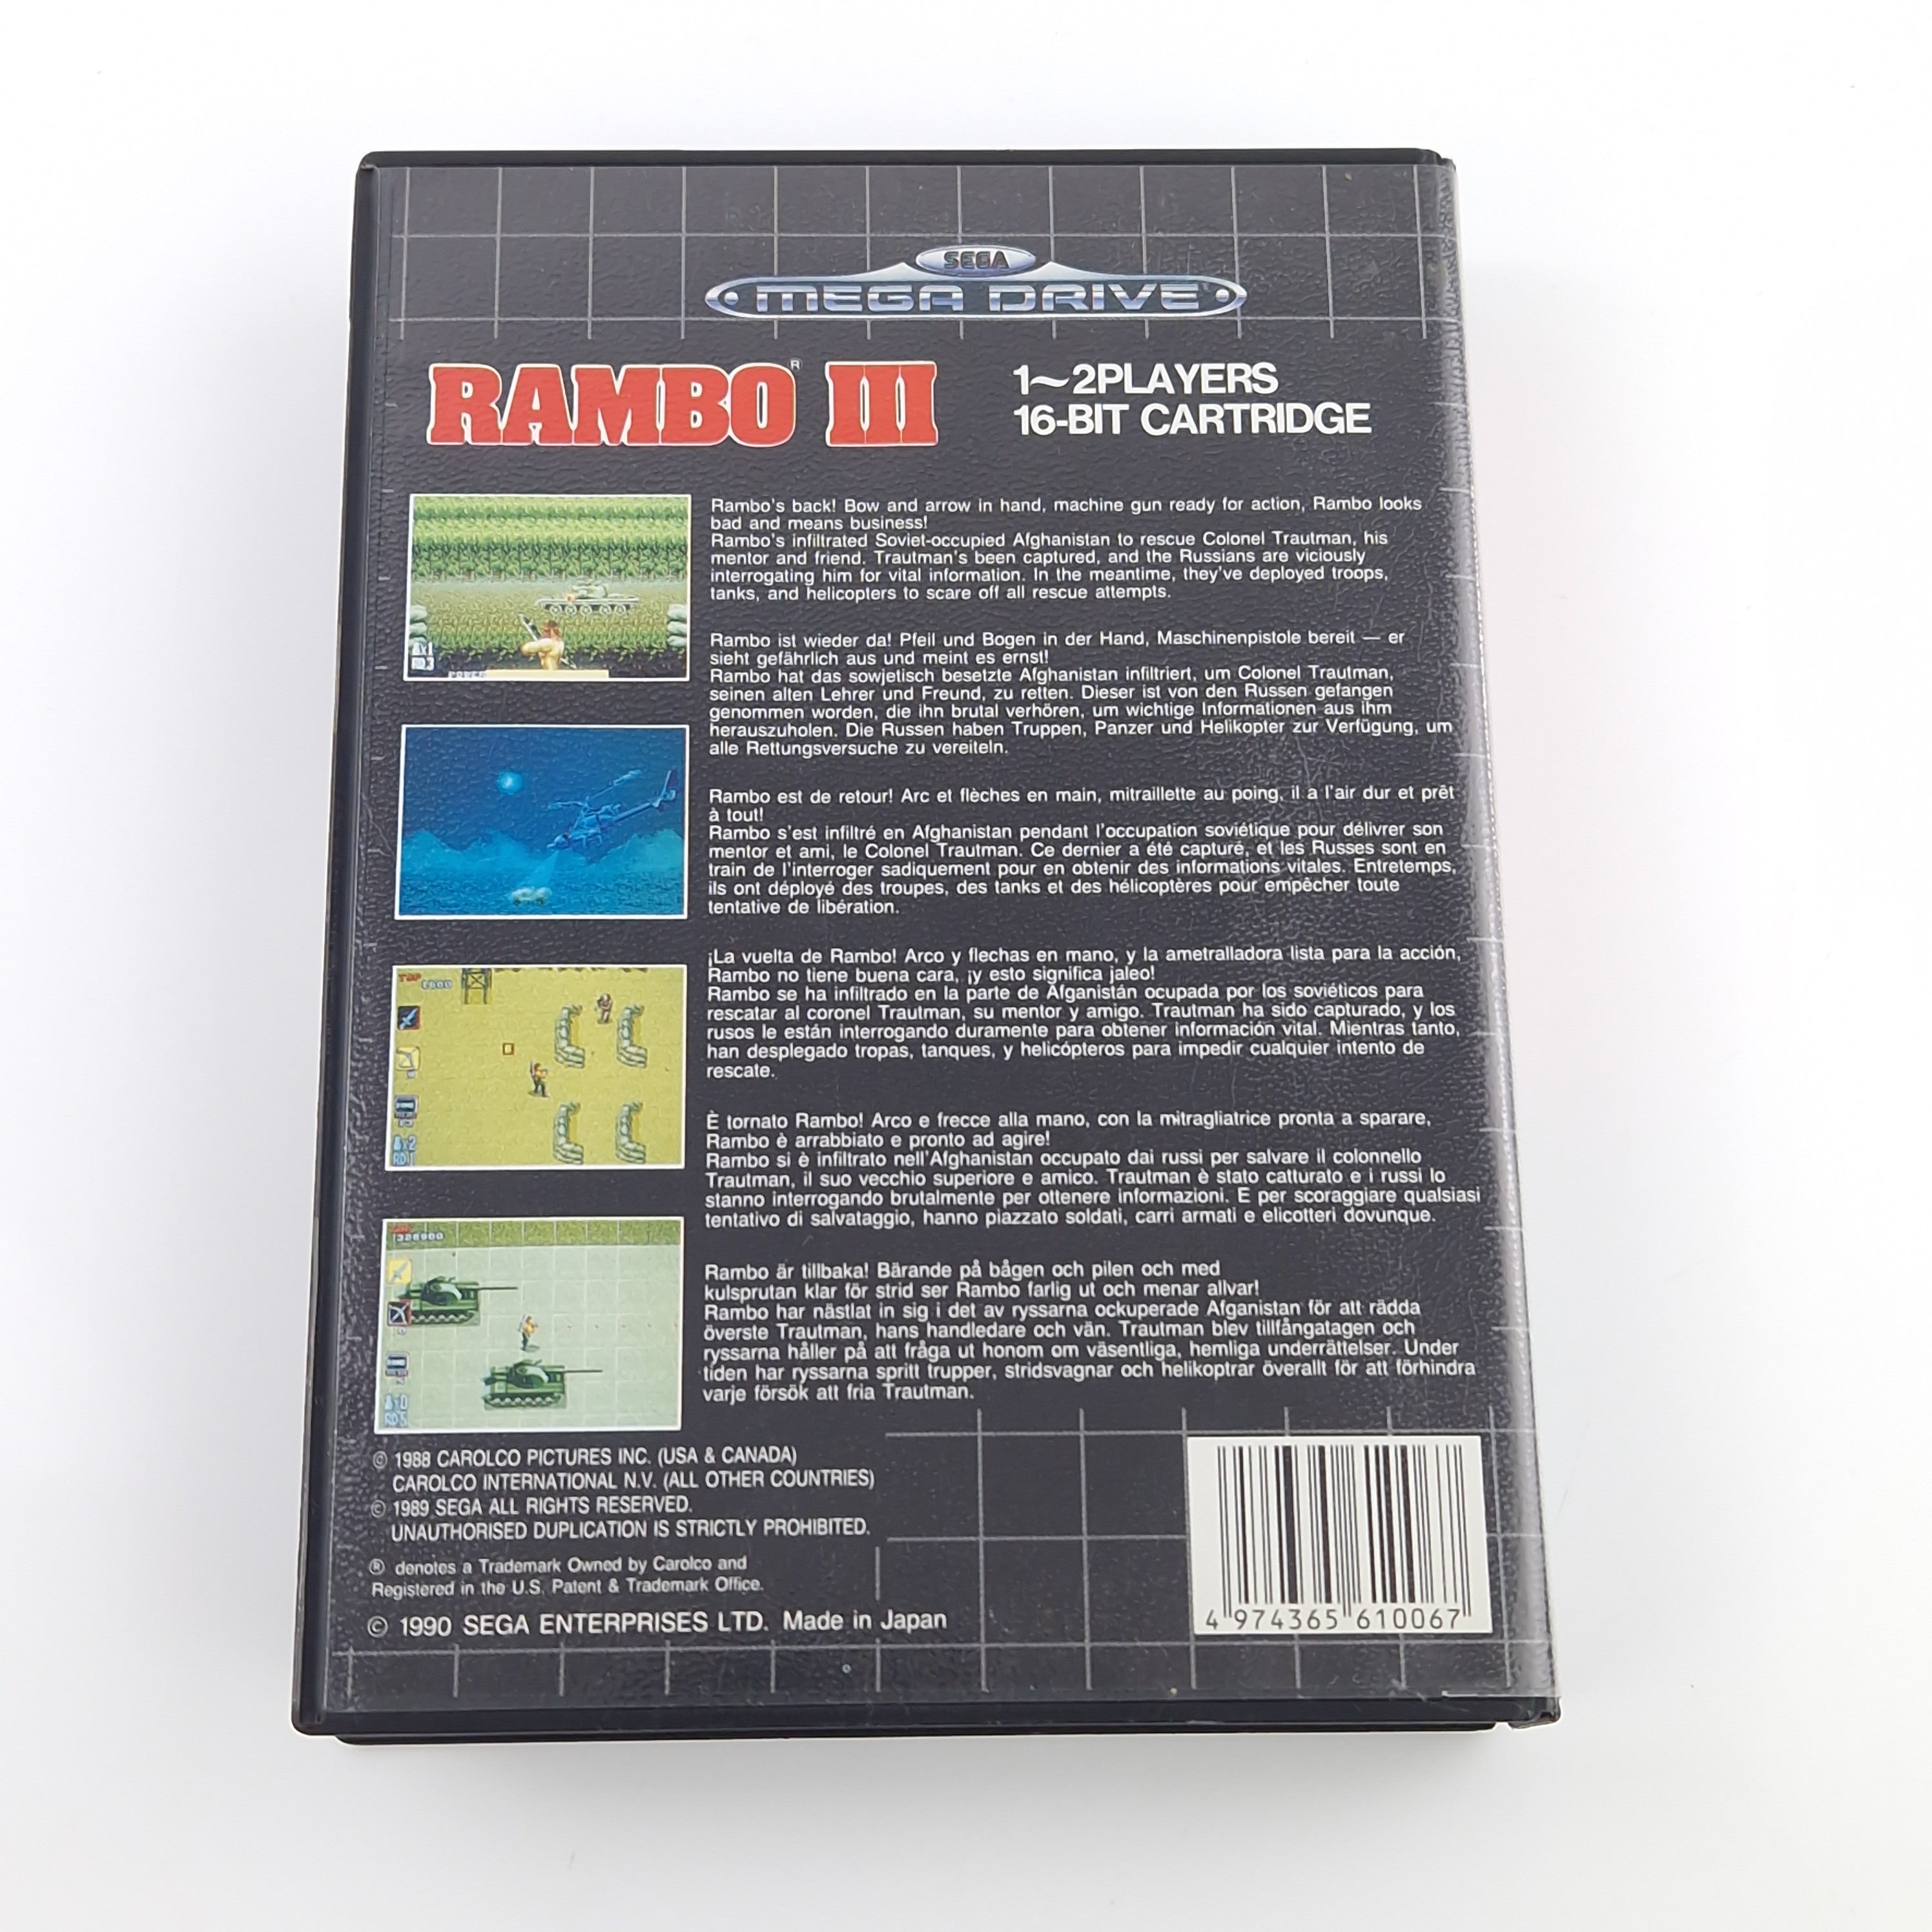 SEGA
MEGA DRIVE
RAMBO® III
1~2PLAYERS
16-BIT CARTRIDGE
Rambo's back! Bow and arrow in hand, machine gun ready for action, Rambo looks
bad and means business!
Rambo's infiltrated Soviet-occupied Afghanistan to rescue Colonel Trautman, his
mentor and friend. Trautman's been captured, and the Russians are viciously
interrogating him for vital information. In the meantime, they've deployed troops,
tanks, and helicopters to scare off all rescue attempts.
Rambo ist wieder da! Pfeil und Bogen in der Hand, Maschinenpistole bereit — er
sieht gefährlich aus und meint es ernst!
Rambo hat das sowjetisch besetzte Afghanistan infiltriert, um Colonel Trautman,
seinen alten Lehrer und Freund, zu retten. Dieser ist von den Russen gefangen
genommen worden, die ihn brutal verhören, um wichtige Informationen aus ihm
herauszuholen. Die Russen haben Truppen, Panzer und Helikopter zur Verfügung, um
alle Rettungsversuche zu vereiteln.
Rambo est de retour! Arc et flèches en main, mitraillette au poing, il a l'air dur et prêt
à tout!
Rambo s'est infiltré en Afghanistan pendant l'occupation soviétique pour délivrer son
mentor et ami, le Colonel Trautman. Ce dernier a été capturé, et les Russes sont en
train de l'interroger sadiquement pour en obtenir des informations vitales. Entretemps,
ils ont déployé des troupes, des tanks et des hélicoptères pour empêcher toute
tentative de libération.
¡La vuelta de Rambo! Arco y flechas en mano, y la ametralladora lista para la acción,
Rambo no tiene buena cara, ¡y esto significa jaleo!
Rambo se ha infiltrado en la parte de Afganistán ocupada por los soviéticos para
rescatar al coronel Trautman, su mentor y amigo. Trautman ha sido capturado, y los
rusos le están interrogando duramente para obtener información vital. Mientras tanto,
han desplegado tropas, tanques, y helicópteros para impedir cualquier intento de
rescate.
È tornato Rambo! Arco e frecce alla mano, con la mitragliatrice pronta a sparare,
Rambo è arrabbiato e pronto ad agire!
Rambo si è infiltrato nell'Afghanistan occupato dai russi per salvare il colonnello
Trautman, il suo vecchio superiore e amico. Trautman è stato catturato e i russi lo
stanno interrogando brutalmente per ottenere informazioni. E per scoraggiare qualsiasi
tentativo di salvataggio, hanno piazzato soldati, carri armati e elicotteri dovunque.
Rambo är tillbaka! Bärande på bågen och pilen och med
kulsprutan klar för strid ser Rambo farlig ut och menar allvar!
Rambo har nästlat in sig i det av ryssarna ockuperade Afganistan för att rädda
överste Trautman, hans handledare och vän. Trautman blev tillfångatagen och
ryssarna håller på att fråga ut honom om väsentliga, hemliga underrättelser. Under
tiden har ryssarna spritt trupper, stridsvagnar och helikoptrar överallt för att förhindra
varje försök att fria Trautman.
x1
RD.3
POWER
TOP
x2
RD.1
326900
x0
RD.5
© 1988 CAROLCO PICTURES INC. (USA & CANADA)
CAROLCO INTERNATIONAL N.V. (ALL OTHER COUNTRIES)
© 1989 SEGA ALL RIGHTS RESERVED.
UNAUTHORISED DUPLICATION IS STRICTLY PROHIBITED.
® denotes a Trademark Owned by Carolco and
Registered in the U.S. Patent & Trademark Office.
© 1990 SEGA ENTERPRISES LTD. Made in Japan
4 974365 610067